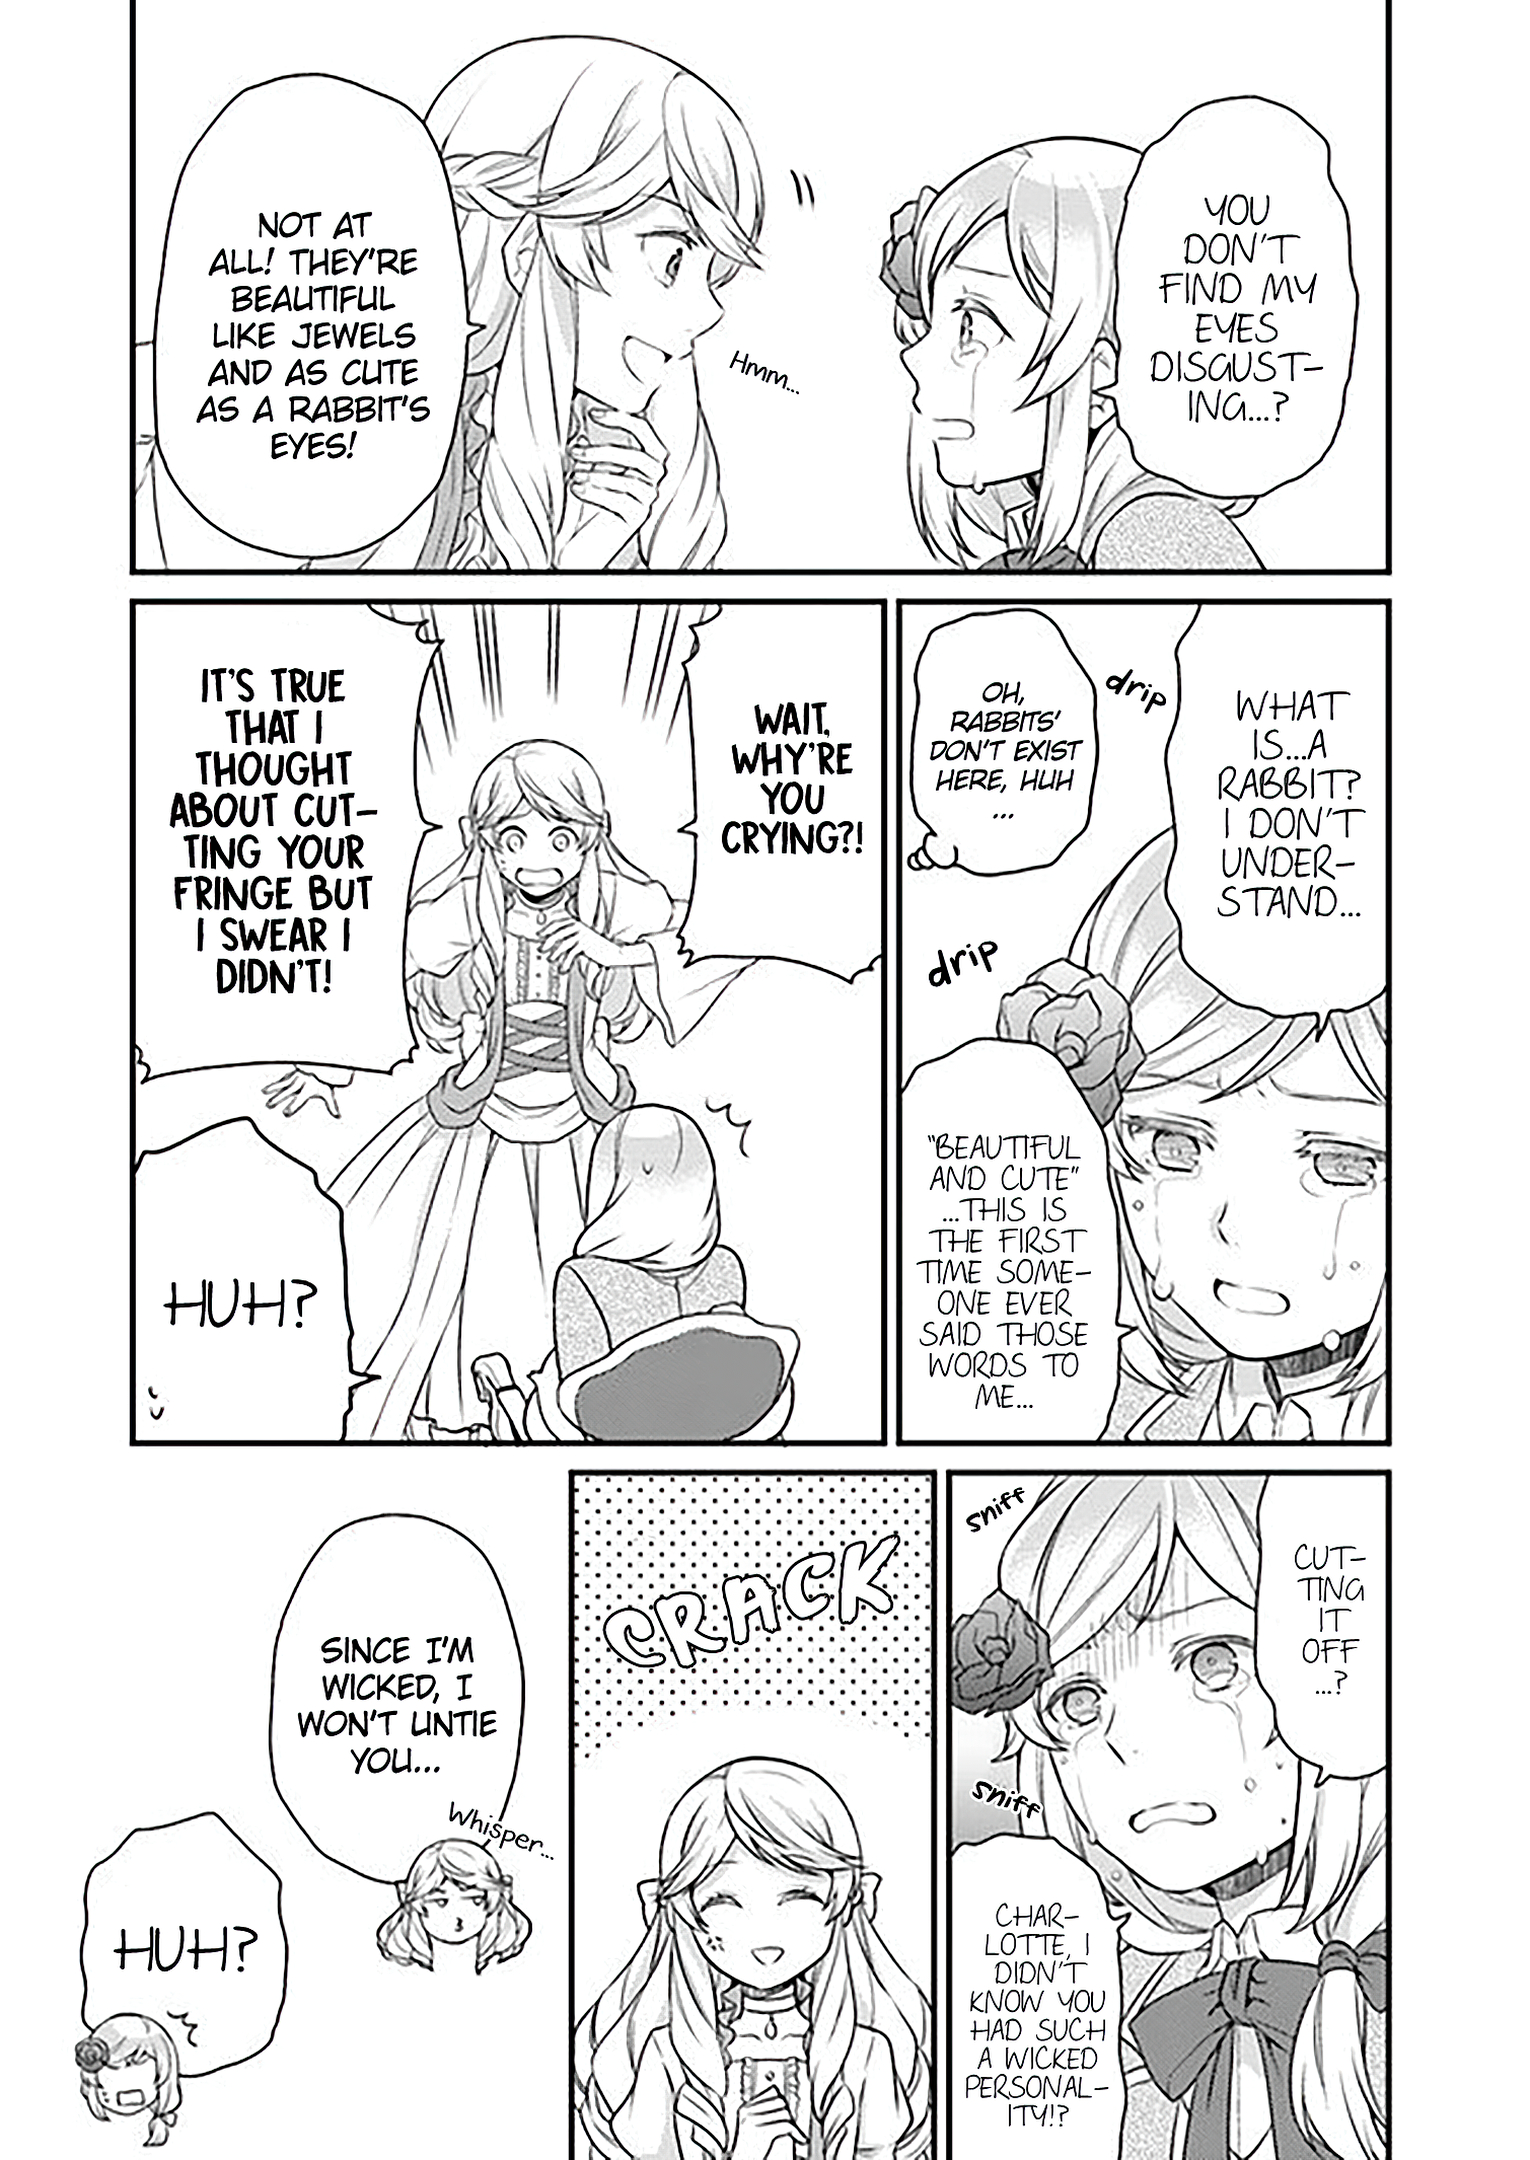 YOU
DON'T
FIND MY
EYES
DISGUST-
ING...?
Hmm...
NOT AT
ALL! THEY'RE
BEAUTIFUL
LIKE JEWELS
AND AS CUTE
AS A RABBIT'S
EYES!
WHAT
IS...A
RABBIT?
I DON'T
UNDER-
STAND...
drip
OH,
RABBITS'
DON'T EXIST
HERE, HUH
...
drip
"BEAUTIFUL
AND CUTE"
...THIS IS
THE FIRST
TIME SOME-
ONE EVER
SAID THOSE
WORDS TO
ME...
WAIT,
WHY'RE
YOU
CRYING?!
IT'S TRUE
THAT I
THOUGHT
ABOUT CUT-
TING YOUR
FRINGE BUT
I SWEAR I
DIDN'T!
HUH?
CUT-
TING
IT
OFF
...?
sniff
sniff
CHAR-
LOTTE, I
DIDN'T
KNOW YOU
HAD SUCH
A WICKED
PERSONAL-
ITY!?
CRACK
SINCE I'M
WICKED, I
WON'T UNTIE
YOU...
Whisper...
HUH?